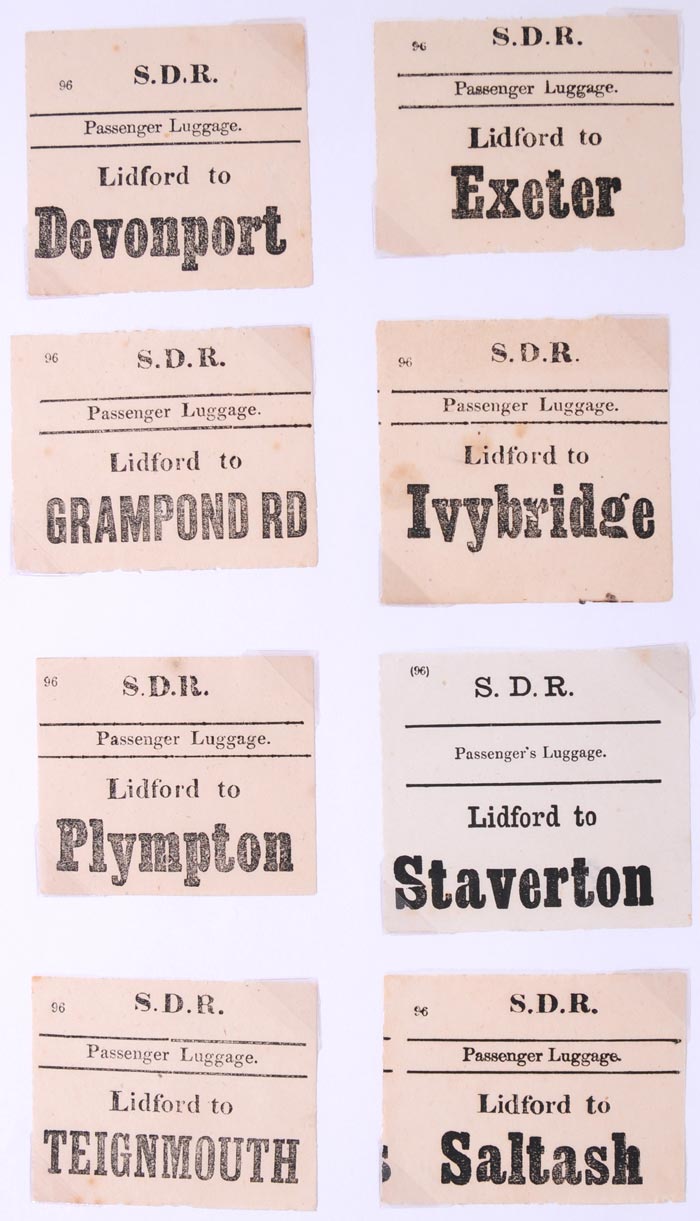 96 S.D.R.
Passenger Luggage.
Lidford to
Devonport
96 S.D.R.
Passenger Luggage.
Lidford to
Exeter
96 S.D.R.
Passenger Luggage.
Lidford to
GRAMPOND RD
96 S.D.R.
Passenger Luggage.
Lidford to
Ivybridge
96 S.D.R.
Passenger Luggage.
Lidford to
Plympton
(96) S. D. R.
Passenger's Luggage.
Lidford to
Staverton
96 S.D.R.
Passenger Luggage.
Lidford to
TEIGNMOUTH
96 S.D.R.
Passenger Luggage.
Lidford to
s Saltash